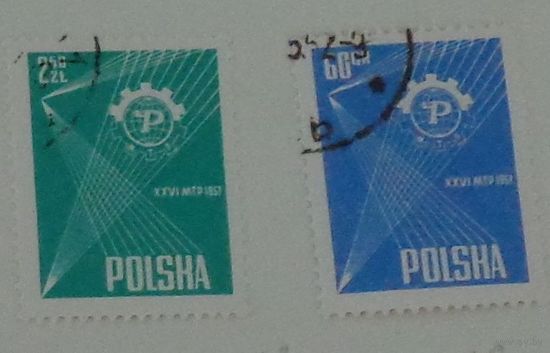 2,50
ZŁ
P
XXVI MTP 1957
POLSKA
60 GR
P
XXVI MTP 1957
POLSKA